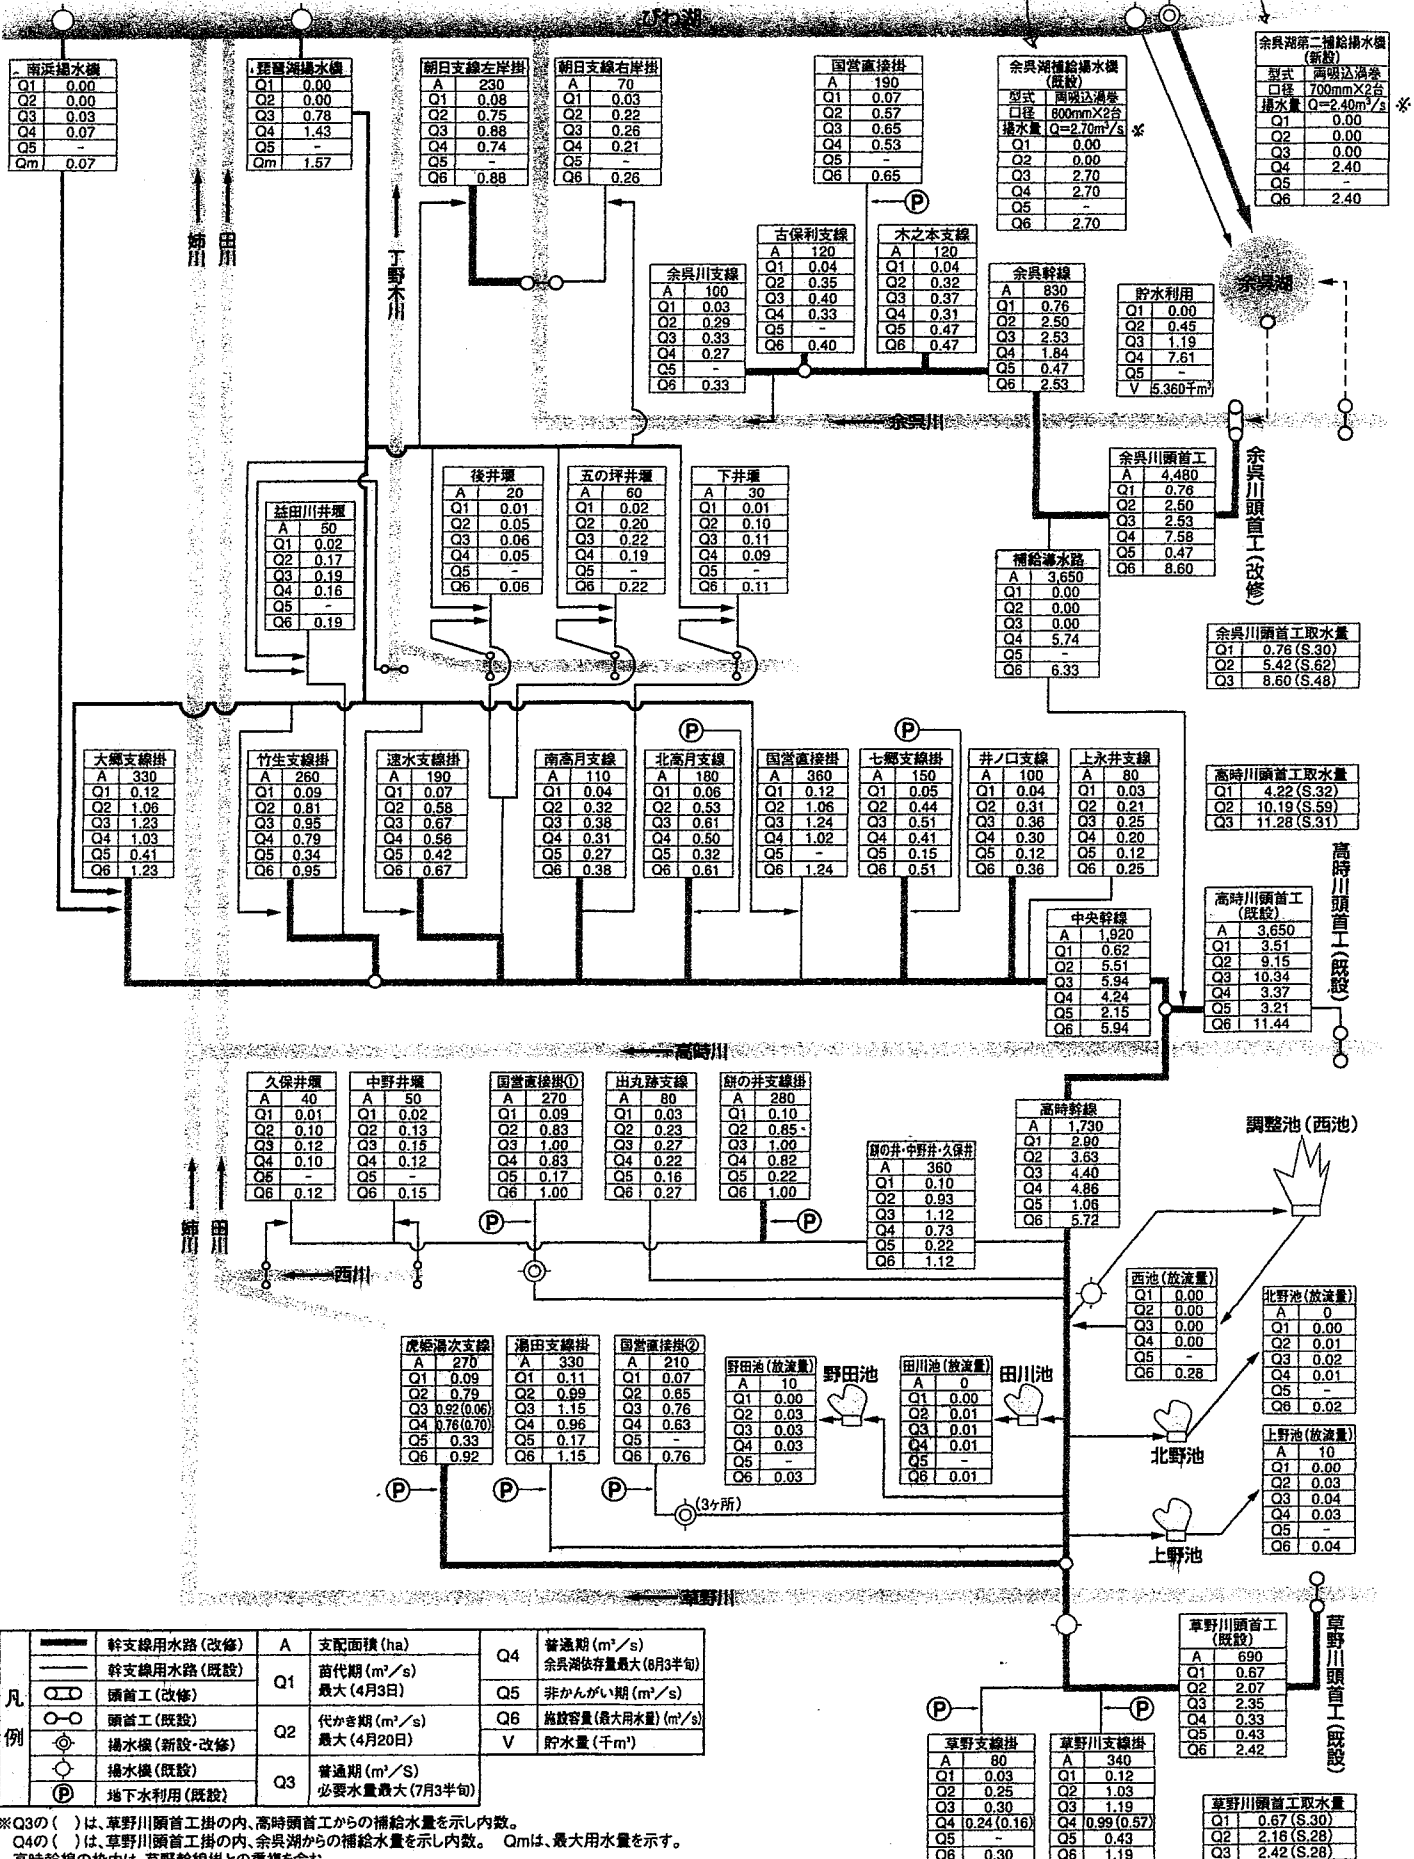 びわ湖
南浜揚水機
Q1 0.00
Q2 0.00
Q3 0.03
Q4 0.07
Q5 -
Qm 0.07
琵琶湖揚水機
Q1 0.00
Q2 0.00
Q3 0.78
Q4 1.43
Q5 -
Qm 1.57
朝日支線左岸掛
A 230
Q1 0.08
Q2 0.75
Q3 0.88
Q4 0.74
Q5 -
Q6 0.88
朝日支線右岸掛
A 70
Q1 0.03
Q2 0.22
Q3 0.26
Q4 0.21
Q5 -
Q6 0.26
国営直接掛
A 190
Q1 0.07
Q2 0.57
Q3 0.65
Q4 0.53
Q5 -
Q6 0.65
余呉湖補給揚水機
(既設)
型式 両吸込渦巻
口径 600mm×2台
揚水量 Q=2.70m³/s ※
Q1 0.00
Q2 0.00
Q3 2.70
Q4 2.70
Q5 -
Q6 2.70
余呉湖第二補給揚水機
(新設)
型式 両吸込渦巻
口径 700mm×2台
揚水量 Q=2.40m³/s ※
Q1 0.00
Q2 0.00
Q3 0.00
Q4 2.40
Q5 -
Q6 2.40
姉川
田川
丁野木川
P
余呉川支線
A 100
Q1 0.03
Q2 0.29
Q3 0.33
Q4 0.27
Q5 -
Q6 0.33
古保利支線
A 120
Q1 0.04
Q2 0.35
Q3 0.40
Q4 0.33
Q5 -
Q6 0.40
木之本支線
A 120
Q1 0.04
Q2 0.32
Q3 0.37
Q4 0.31
Q5 0.47
Q6 0.47
余呉幹線
A 830
Q1 0.76
Q2 2.50
Q3 2.53
Q4 1.84
Q5 0.47
Q6 2.53
貯水利用
Q1 0.00
Q2 0.45
Q3 1.19
Q4 7.61
Q5 -
V 5.360千m³
余呉湖
余呉川
余呉川頭首工
A 4,480
Q1 0.76
Q2 2.50
Q3 2.53
Q4 7.58
Q5 0.47
Q6 8.60
余呉川頭首工(改修)
益田川井堰
A 50
Q1 0.02
Q2 0.17
Q3 0.19
Q4 0.16
Q5 -
Q6 0.19
後井堰
A 20
Q1 0.01
Q2 0.05
Q3 0.06
Q4 0.05
Q5 -
Q6 0.06
五の坪井堰
A 60
Q1 0.02
Q2 0.20
Q3 0.22
Q4 0.19
Q5 -
Q6 0.22
下井堰
A 30
Q1 0.01
Q2 0.10
Q3 0.11
Q4 0.09
Q5 -
Q6 0.11
補給導水路
A 3,650
Q1 0.00
Q2 0.00
Q3 0.00
Q4 5.74
Q5 -
Q6 6.33
余呉川頭首工取水量
Q1 0.76(S.30)
Q2 5.42(S.62)
Q3 8.60(S.48)
P
P
大郷支線掛
A 330
Q1 0.12
Q2 1.06
Q3 1.23
Q4 1.03
Q5 0.41
Q6 1.23
竹生支線掛
A 260
Q1 0.09
Q2 0.81
Q3 0.95
Q4 0.79
Q5 0.34
Q6 0.95
速水支線掛
A 190
Q1 0.07
Q2 0.58
Q3 0.67
Q4 0.56
Q5 0.42
Q6 0.67
南高月支線
A 110
Q1 0.04
Q2 0.32
Q3 0.38
Q4 0.31
Q5 0.27
Q6 0.38
北高月支線
A 180
Q1 0.06
Q2 0.53
Q3 0.61
Q4 0.50
Q5 0.32
Q6 0.61
国営直接掛
A 360
Q1 0.12
Q2 1.06
Q3 1.24
Q4 1.02
Q5 -
Q6 1.24
七郷支線掛
A 150
Q1 0.05
Q2 0.44
Q3 0.51
Q4 0.41
Q5 0.15
Q6 0.51
井ノ口支線
A 100
Q1 0.04
Q2 0.31
Q3 0.36
Q4 0.30
Q5 0.12
Q6 0.36
上永井支線
A 80
Q1 0.03
Q2 0.21
Q3 0.25
Q4 0.20
Q5 0.12
Q6 0.25
高時川頭首工取水量
Q1 4.22(S.32)
Q2 10.19(S.59)
Q3 11.28(S.31)
中央幹線
A 1,920
Q1 0.62
Q2 5.51
Q3 5.94
Q4 4.24
Q5 2.15
Q6 5.94
高時川頭首工
(既設)
A 3,650
Q1 3.51
Q2 9.15
Q3 10.34
Q4 3.37
Q5 3.21
Q6 11.44
高時川頭首工(既設)
高時川
久保井堰
A 40
Q1 0.01
Q2 0.10
Q3 0.12
Q4 0.10
Q5 -
Q6 0.12
中野井堰
A 50
Q1 0.02
Q2 0.13
Q3 0.15
Q4 0.12
Q5 -
Q6 0.15
国営直接掛①
A 270
Q1 0.09
Q2 0.83
Q3 1.00
Q4 0.83
Q5 0.17
Q6 1.00
出丸跡支線
A 80
Q1 0.03
Q2 0.23
Q3 0.27
Q4 0.22
Q5 0.16
Q6 0.27
餅の井支線掛
A 280
Q1 0.10
Q2 0.85
Q3 1.00
Q4 0.82
Q5 0.22
Q6 1.00
餅の井・中野井・久保井
A 360
Q1 0.10
Q2 0.93
Q3 1.12
Q4 0.73
Q5 0.22
Q6 1.12
高時幹線
A 1,730
Q1 2.90
Q2 3.63
Q3 4.40
Q4 4.86
Q5 1.06
Q6 5.72
調整池(西池)
姉川
田川
P
P
西川
西池(放流量)
Q1 0.00
Q2 0.00
Q3 0.00
Q4 0.00
Q5 -
Q6 0.28
北野池(放流量)
A 0
Q1 0.00
Q2 0.01
Q3 0.02
Q4 0.01
Q5 -
Q6 0.02
虎姫湯次支線
A 270
Q1 0.09
Q2 0.79
Q3 0.92(0.06)
Q4 0.76(0.70)
Q5 0.33
Q6 0.92
湯田支線掛
A 330
Q1 0.11
Q2 0.99
Q3 1.15
Q4 0.96
Q5 0.17
Q6 1.15
国営直接掛②
A 210
Q1 0.07
Q2 0.65
Q3 0.76
Q4 0.63
Q5 -
Q6 0.76
野田池(放流量)
A 10
Q1 0.00
Q2 0.03
Q3 0.03
Q4 0.03
Q5 -
Q6 0.03
野田池
田川池(放流量)
A 0
Q1 0.00
Q2 0.01
Q3 0.01
Q4 0.01
Q5 -
Q6 0.01
田川池
北野池
上野池(放流量)
A 10
Q1 0.00
Q2 0.03
Q3 0.04
Q4 0.03
Q5 -
Q6 0.04
P
P
P
(3ヶ所)
上野池
草野川
草野川頭首工
(既設)
A 690
Q1 0.67
Q2 2.07
Q3 2.35
Q4 0.33
Q5 0.43
Q6 2.42
草野川頭首工(既設)
P
P
草野支線掛
A 80
Q1 0.03
Q2 0.25
Q3 0.30
Q4 0.24(0.16)
Q5 -
Q6 0.30
草野川支線掛
A 340
Q1 0.12
Q2 1.03
Q3 1.19
Q4 0.99(0.57)
Q5 0.43
Q6 1.19
草野川頭首工取水量
Q1 0.67(S.30)
Q2 2.16(S.28)
Q3 2.42(S.28)
凡例
幹支線用水路(改修)
幹支線用水路(既設)
頭首工(改修)
頭首工(既設)
揚水機(新設・改修)
揚水機(既設)
P 地下水利用(既設)
A 支配面積(ha)
Q1 苗代期(m³/s)
最大(4月3日)
Q2 代かき期(m³/s)
最大(4月20日)
Q3 普通期(m³/S)
必要水量最大(7月3半旬)
Q4 普通期(m³/s)
余呉湖依存量最大(8月3半旬)
Q5 非かんがい期(m³/s)
Q6 施設容量(最大用水量)(m³/s)
V 貯水量(千m³)
※Q3の( )は、草野川頭首工掛の内、高時頭首工からの補給水量を示し内数。
Q4の( )は、草野川頭首工掛の内、余呉湖からの補給水量を示し内数。 Qmは、最大用水量を示す。